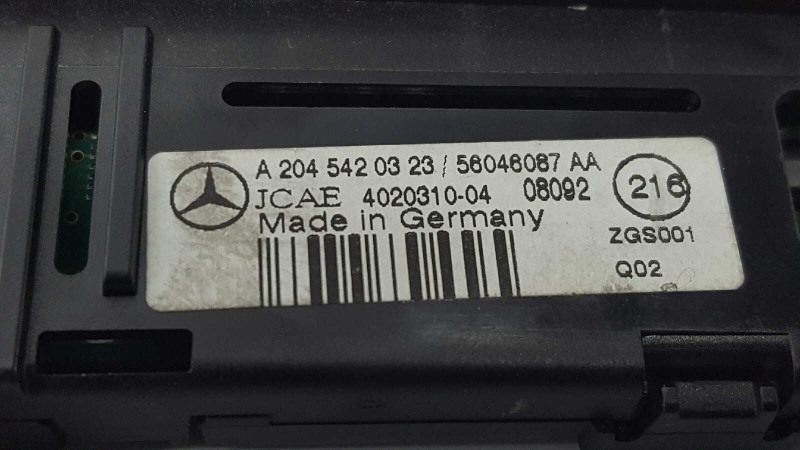 A 204 542 03 23 / 56046087 AA
JCAE 4020310-04 08092
216
Made in Germany
ZGS001
Q02